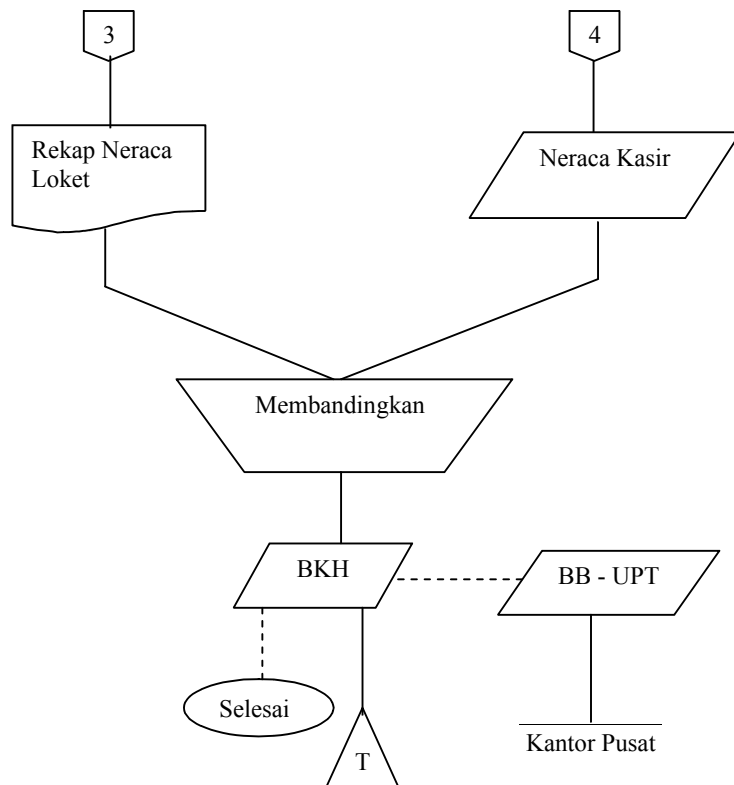 3
4
Rekap Neraca
Loket
Neraca Kasir
Membandingkan
BKH
BB - UPT
Selesai
T
Kantor Pusat